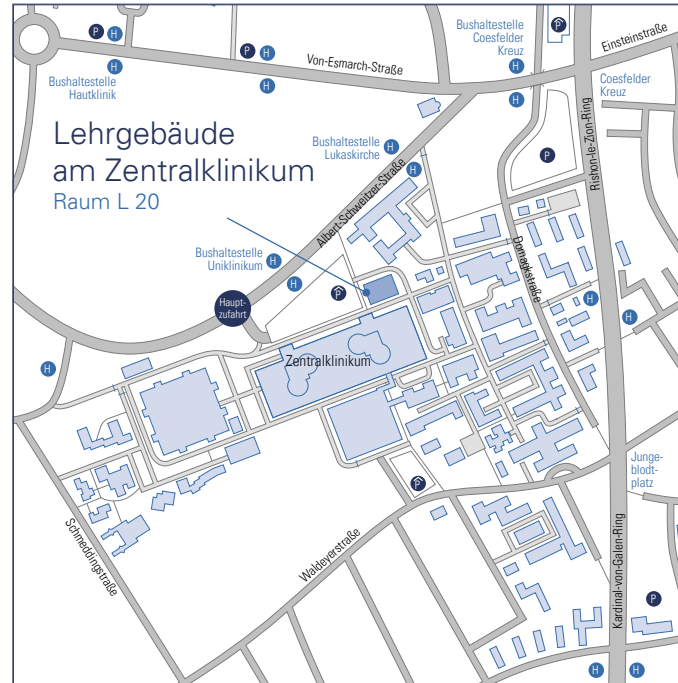 P
H
P
H
H
H
Bushaltestelle
Hautklinik
Von-Esmarch-Straße
Bushaltestelle
Coesfelder
Kreuz
H
H
P
Einsteinstraße
Coesfelder
Kreuz
Lehrgebäude
am Zentralklinikum
Raum L 20
Bushaltestelle
Lukaskirche
H
H
P
Rishon-le-Zion-Ring
Albert-Schweitzer-Straße
Domagkstraße
Bushaltestelle
Uniklinikum
H
H
P
Haupt-
zufahrt
H
H
H
Zentralklinikum
Junge-
blodt-
platz
P
Schmeddingstraße
Waldeyerstraße
Kardinal-von-Galen-Ring
P
H
H